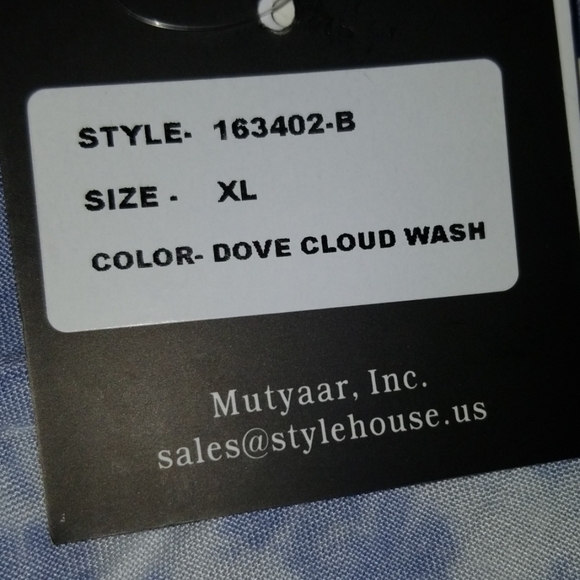 STYLE- 163402-B
SIZE - XL
COLOR- DOVE CLOUD WASH
Mutyaar, Inc.
sales@stylehouse.us